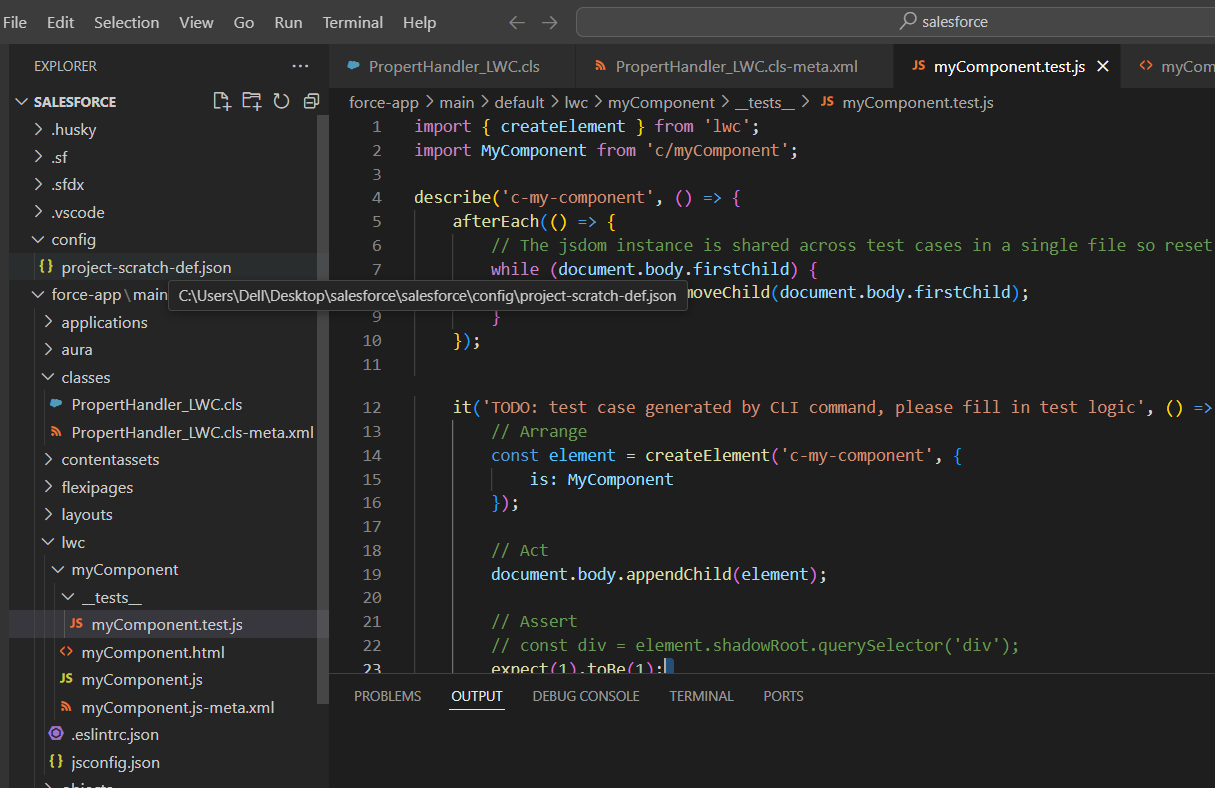 File Edit Selection View Go Run Terminal Help salesforce
EXPLORER
SALESFORCE
.husky
.sf
.sfdx
.vscode
config
{} project-scratch-def.json
force-app\main
applications
aura
classes
PropertHandler_LWC.cls
PropertHandler_LWC.cls-meta.xml
contentassets
flexipages
layouts
lwc
myComponent
__tests__
JS myComponent.test.js
<> myComponent.html
JS myComponent.js
myComponent.js-meta.xml
.eslintrc.json
{} jsconfig.json
objects
C:\Users\Dell\Desktop\salesforce\salesforce\config\project-scratch-def.json
PropertHandler_LWC.cls PropertHandler_LWC.cls-meta.xml JS myComponent.test.js <> myCom
force-app > main > default > lwc > myComponent > __tests__ > JS myComponent.test.js
1 import { createElement } from 'lwc';
2 import MyComponent from 'c/myComponent';
3
4 describe('c-my-component', () => {
5 afterEach(() => {
6 // The jsdom instance is shared across test cases in a single file so reset
7 while (document.body.firstChild) {
moveChild(document.body.firstChild);
9 }
10 });
11
12 it('TODO: test case generated by CLI command, please fill in test logic', () =>
13 // Arrange
14 const element = createElement('c-my-component', {
15 is: MyComponent
16 });
17
18 // Act
19 document.body.appendChild(element);
20
21 // Assert
22 // const div = element.shadowRoot.querySelector('div');
23 expect(1).toBe(1);
PROBLEMS OUTPUT DEBUG CONSOLE TERMINAL PORTS